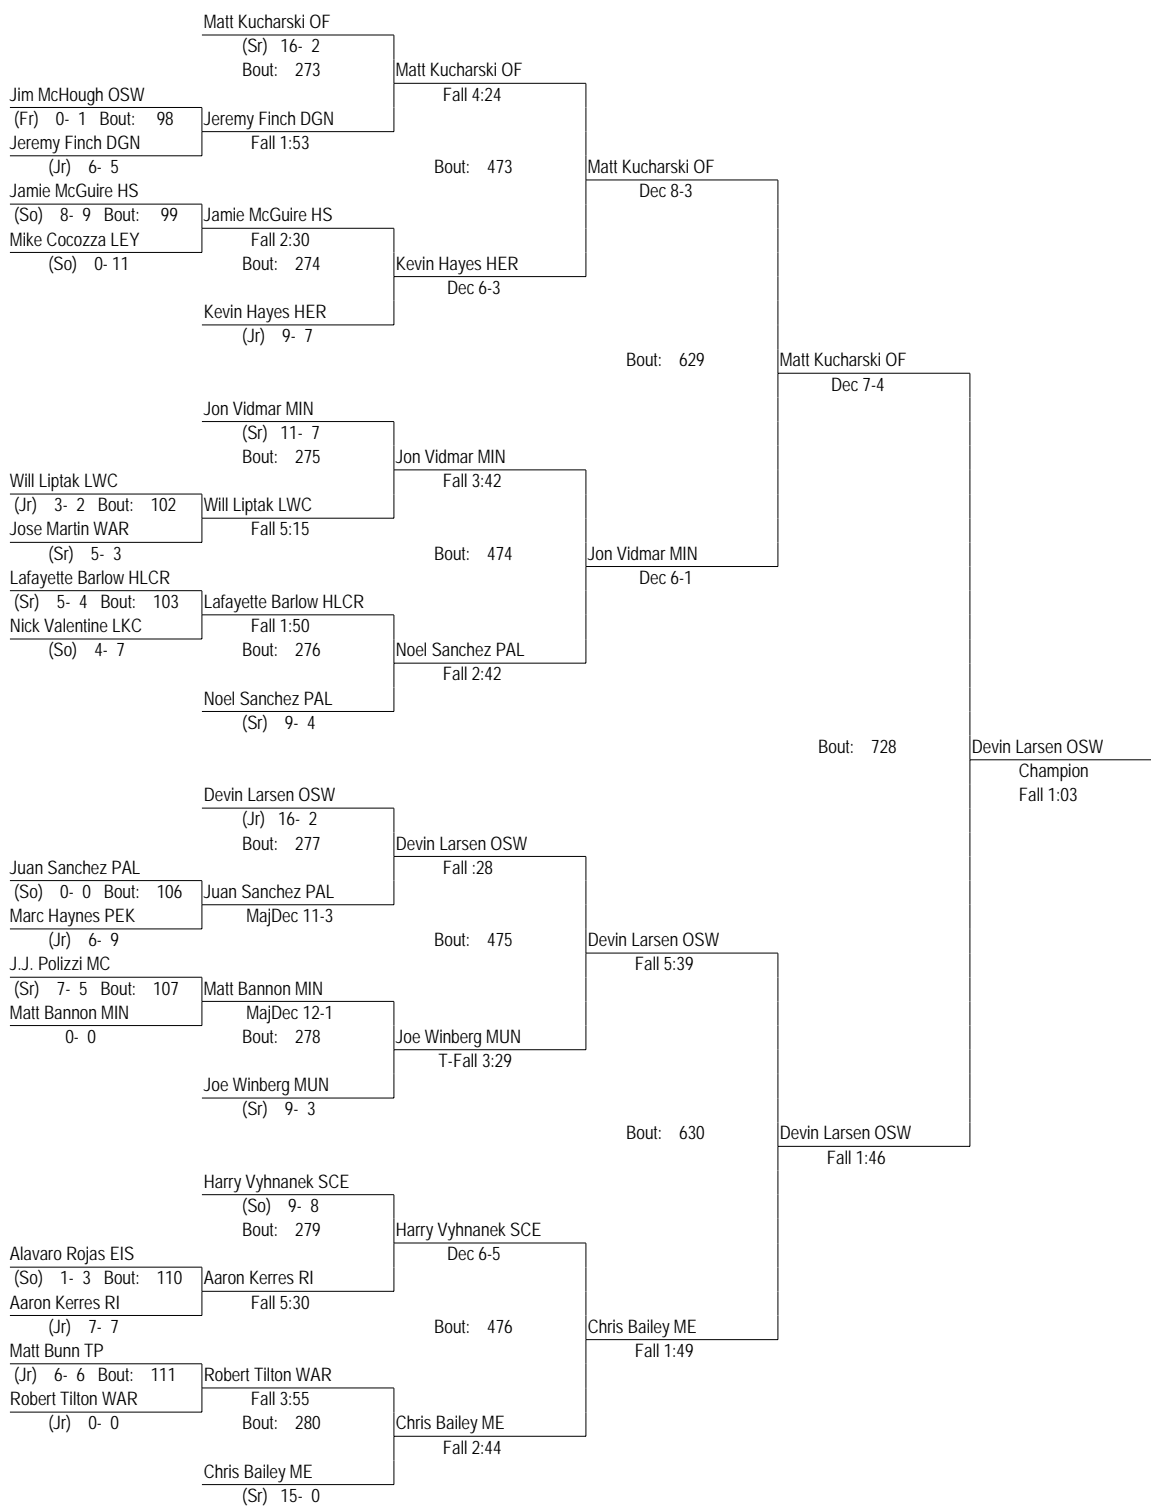 Matt Kucharski OF
(Sr) 16- 2
Bout: 273
Matt Kucharski OF
Fall 4:24
Jim McHough OSW
(Fr) 0- 1 Bout: 98
Jeremy Finch DGN
Fall 1:53
Jeremy Finch DGN
(Jr) 6- 5
Bout: 473
Matt Kucharski OF
Dec 8-3
Jamie McGuire HS
(So) 8- 9 Bout: 99
Jamie McGuire HS
Fall 2:30
Mike Cocozza LEY
(So) 0- 11
Bout: 274
Kevin Hayes HER
Dec 6-3
Kevin Hayes HER
(Jr) 9- 7
Bout: 629
Matt Kucharski OF
Dec 7-4
Jon Vidmar MIN
(Sr) 11- 7
Bout: 275
Jon Vidmar MIN
Fall 3:42
Will Liptak LWC
(Jr) 3- 2 Bout: 102
Will Liptak LWC
Fall 5:15
Jose Martin WAR
(Sr) 5- 3
Bout: 474
Jon Vidmar MIN
Dec 6-1
Lafayette Barlow HLCR
(Sr) 5- 4 Bout: 103
Lafayette Barlow HLCR
Fall 1:50
Nick Valentine LKC
(So) 4- 7
Bout: 276
Noel Sanchez PAL
Fall 2:42
Noel Sanchez PAL
(Sr) 9- 4
Bout: 728
Devin Larsen OSW
Champion
Fall 1:03
Devin Larsen OSW
(Jr) 16- 2
Bout: 277
Devin Larsen OSW
Fall :28
Juan Sanchez PAL
(So) 0- 0 Bout: 106
Juan Sanchez PAL
MajDec 11-3
Marc Haynes PEK
(Jr) 6- 9
Bout: 475
Devin Larsen OSW
Fall 5:39
J.J. Polizzi MC
(Sr) 7- 5 Bout: 107
Matt Bannon MIN
MajDec 12-1
Matt Bannon MIN
0- 0
Bout: 278
Joe Winberg MUN
T-Fall 3:29
Joe Winberg MUN
(Sr) 9- 3
Bout: 630
Devin Larsen OSW
Fall 1:46
Harry Vyhnanek SCE
(So) 9- 8
Bout: 279
Harry Vyhnanek SCE
Dec 6-5
Alavaro Rojas EIS
(So) 1- 3 Bout: 110
Aaron Kerres RI
Fall 5:30
Aaron Kerres RI
(Jr) 7- 7
Bout: 476
Chris Bailey ME
Fall 1:49
Matt Bunn TP
(Jr) 6- 6 Bout: 111
Robert Tilton WAR
Fall 3:55
Robert Tilton WAR
(Jr) 0- 0
Bout: 280
Chris Bailey ME
Fall 2:44
Chris Bailey ME
(Sr) 15- 0